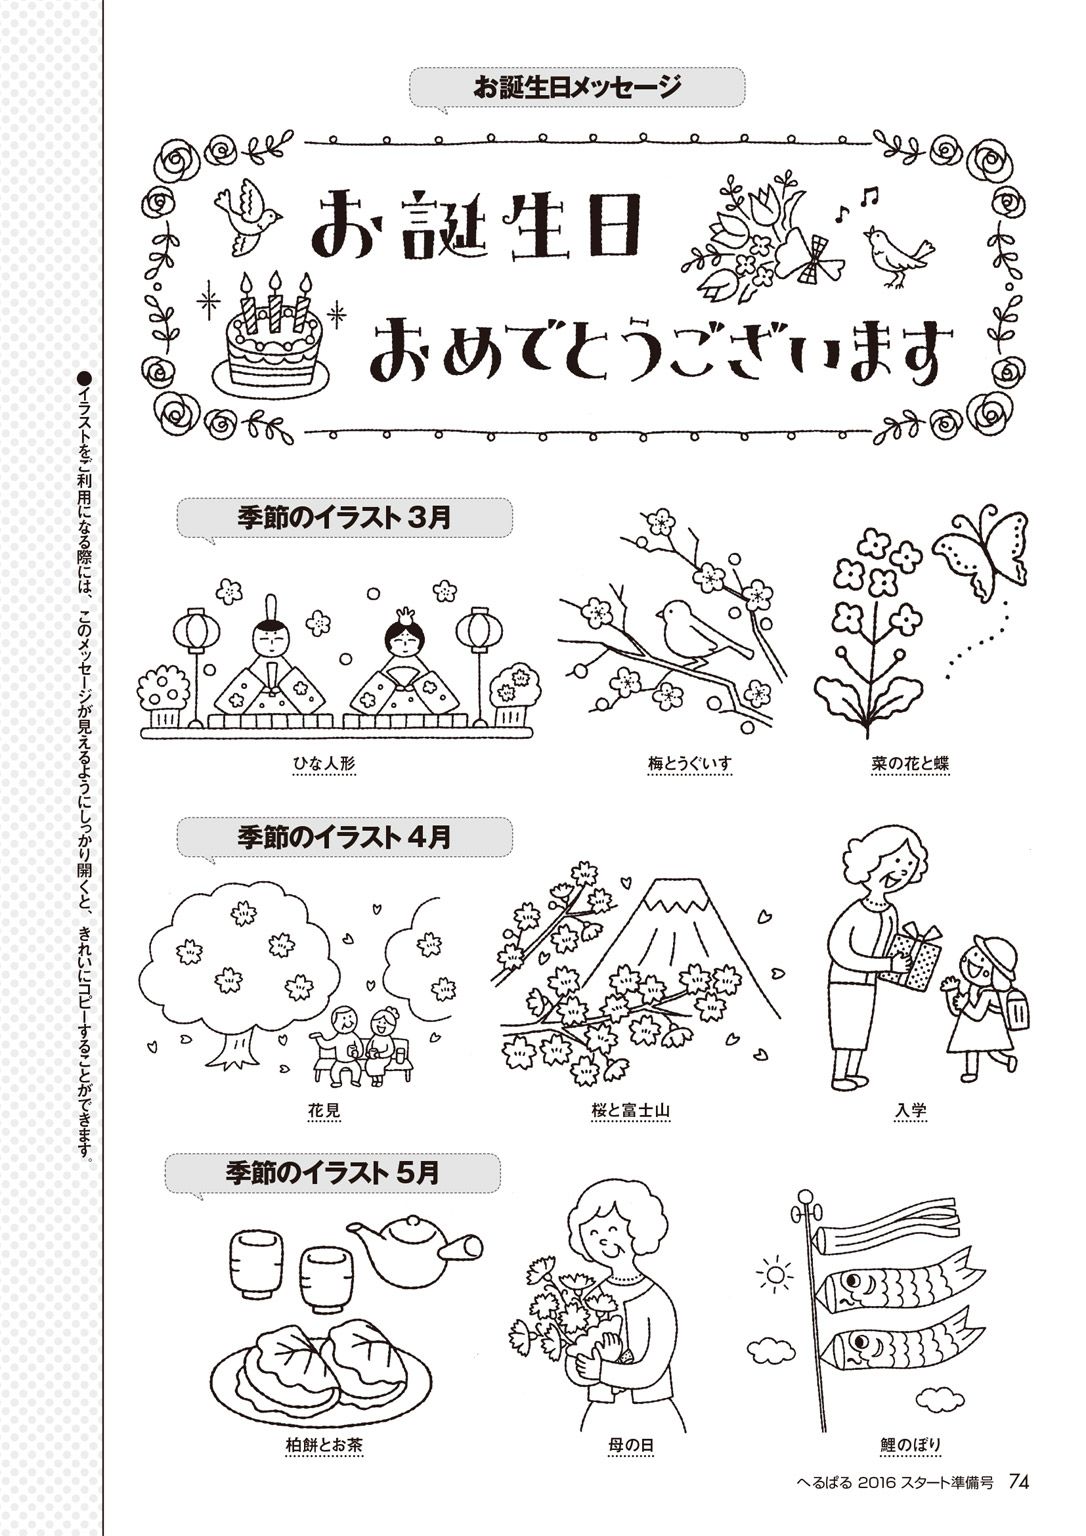 お誕生日メッセージ
お誕生日
おめでとうございます
●イラストをご利用になる際には、このメッセージが見えるようにしっかり開くと、きれいにコピーすることができます。
季節のイラスト 3月
ひな人形
梅とうぐいす
菜の花と蝶
季節のイラスト 4月
花見
桜と富士山
入学
季節のイラスト 5月
柏餅とお茶
母の日
鯉のぼり
へるぱる 2016 スタート準備号 74